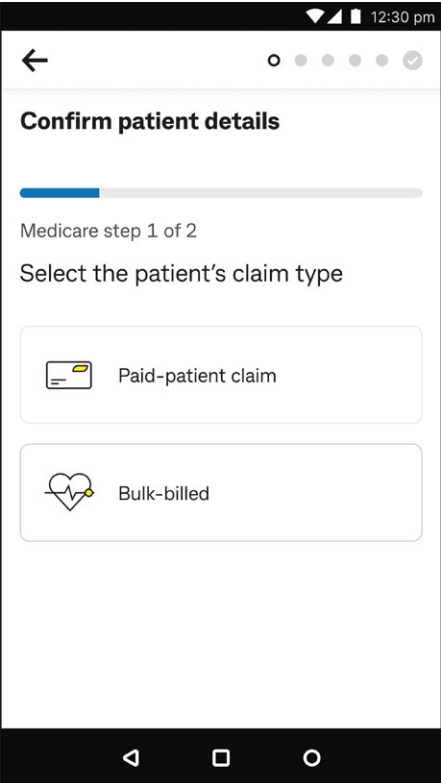 12:30 pm
Confirm patient details
Medicare step 1 of 2
Select the patient's claim type
Paid-patient claim
Bulk-billed